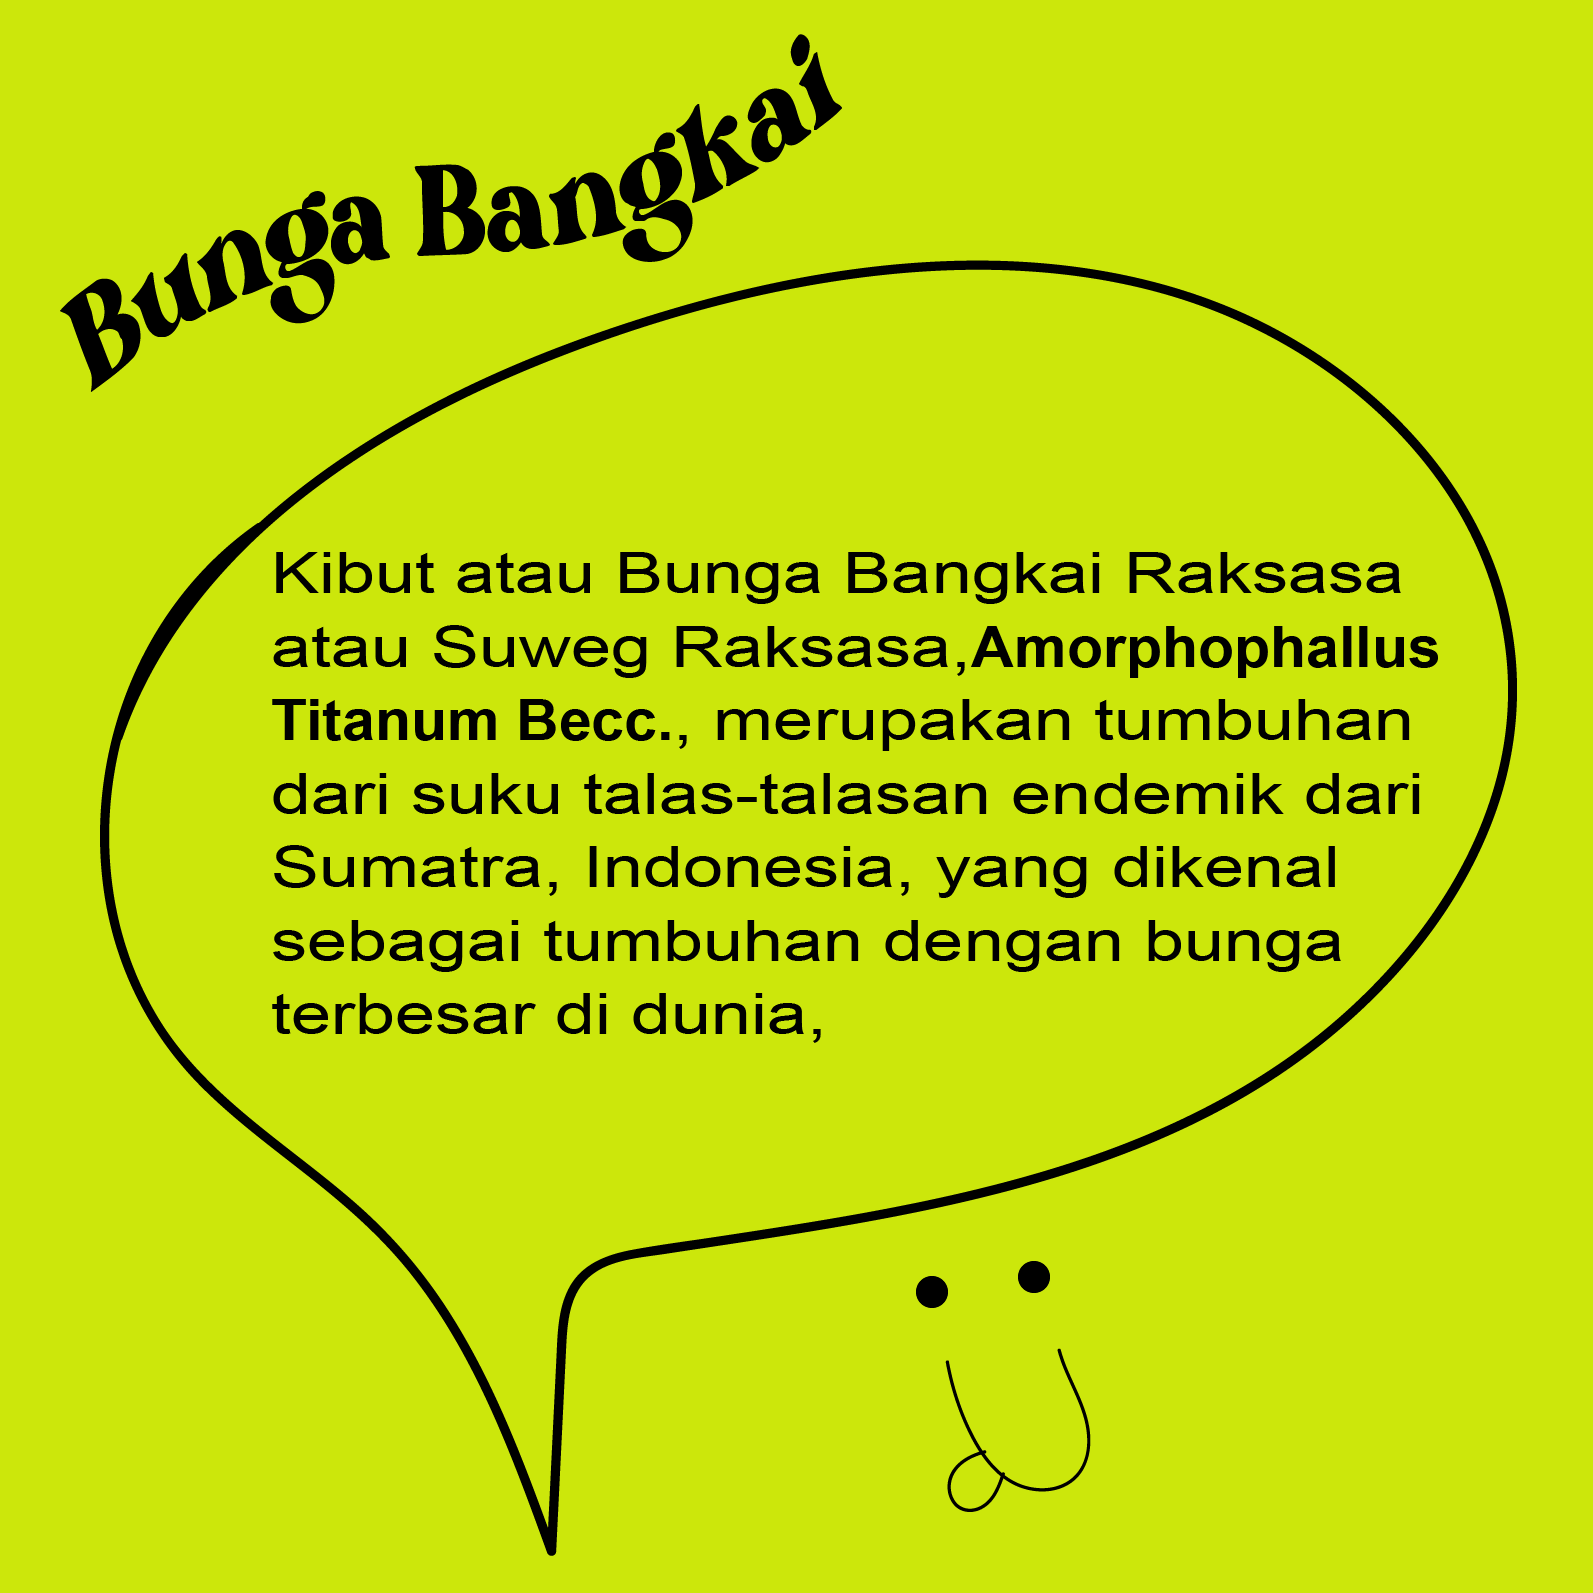 Bunga Bangkai
Kibut atau Bunga Bangkai Raksasa
atau Suweg Raksasa,Amorphophallus
Titanum Becc., merupakan tumbuhan
dari suku talas-talasan endemik dari
Sumatra, Indonesia, yang dikenal
sebagai tumbuhan dengan bunga
terbesar di dunia,